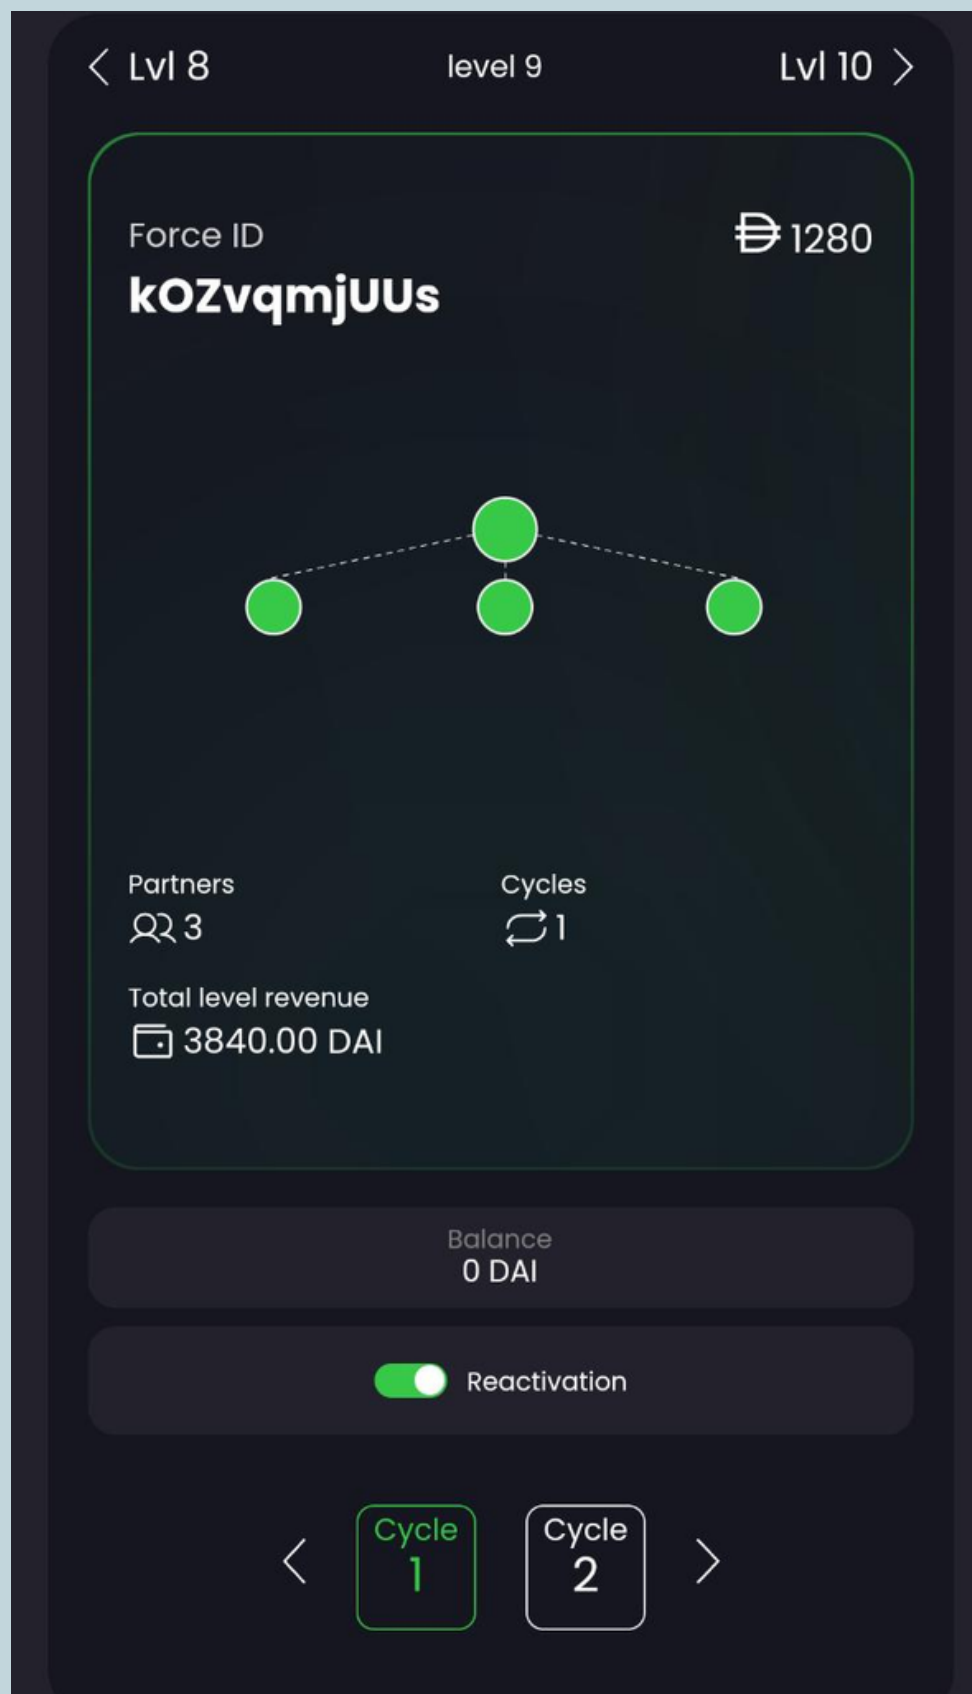 Lvl 8 level 9 Lvl 10
Force ID
1280
kOZvqmjUUs
Partners Cycles
3 1
Total level revenue
3840.00 DAI
Balance
0 DAI
Reactivation
Cycle Cycle
1 2